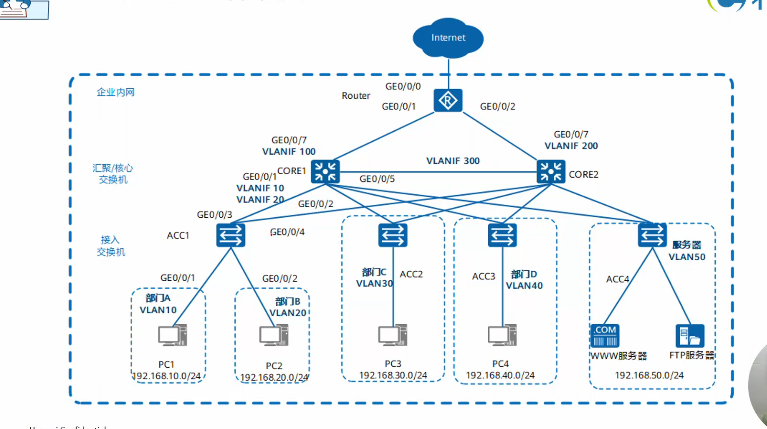 Internet
企业内网
GE0/0/0
Router
GE0/0/1
GE0/0/2
GE0/0/7
VLANIF 100
GE0/0/7
VLANIF 200
汇聚/核心
交换机
VLANIF 300
CORE1
CORE2
GE0/0/1
VLANIF 10
VLANIF 20
GE0/0/5
GE0/0/2
GE0/0/3
接入
交换机
ACC1
GE0/0/4
服务器
VLAN50
部门C
VLAN30
ACC2
ACC3
部门D
VLAN40
ACC4
GE0/0/1
GE0/0/2
部门A
VLAN10
部门B
VLAN20
.COM
WWW服务器
FTP服务器
PC1
192.168.10.0/24
PC2
192.168.20.0/24
PC3
192.168.30.0/24
PC4
192.168.40.0/24
192.168.50.0/24